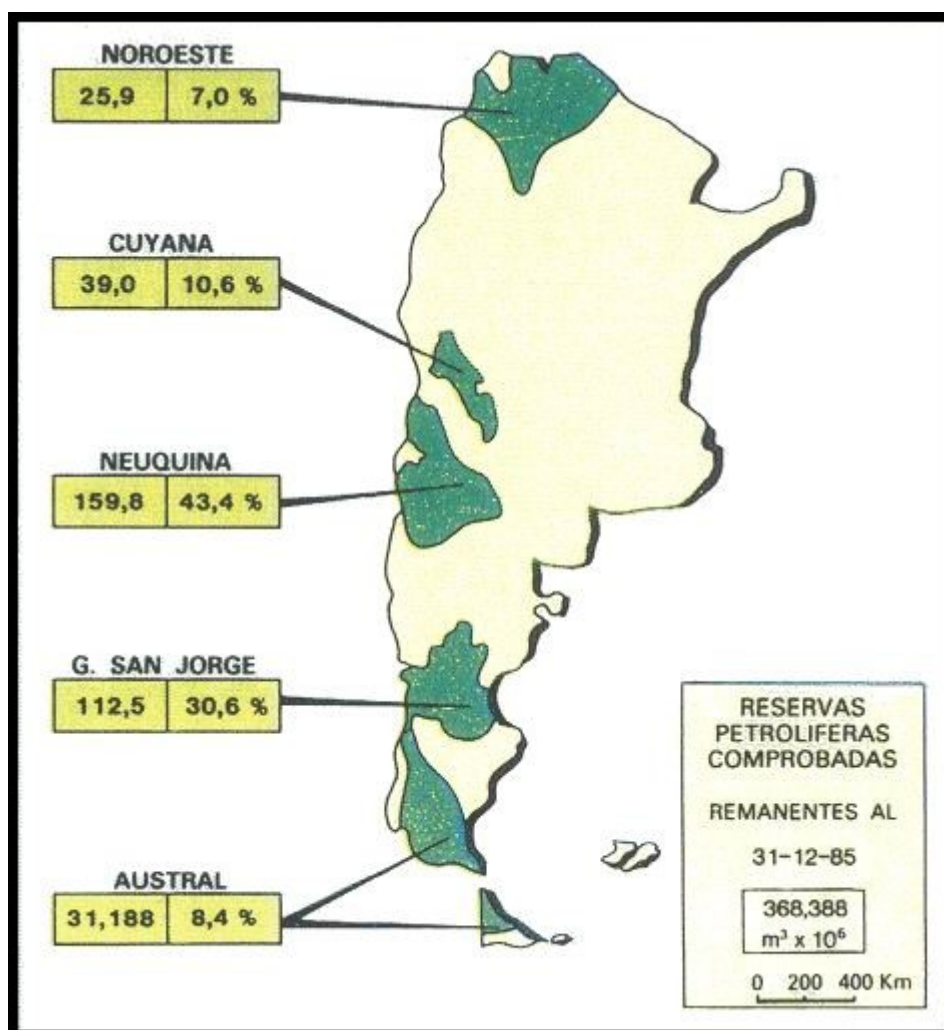 NOROESTE
25,9 7,0 %
CUYANA
39,0 10,6 %
NEUQUINA
159,8 43,4 %
G. SAN JORGE
112,5 30,6 %
AUSTRAL
31,188 8,4 %
RESERVAS
PETROLIFERAS
COMPROBADAS
REMANENTES AL
31-12-85
368,388
m³ x 10⁶
0 200 400 Km